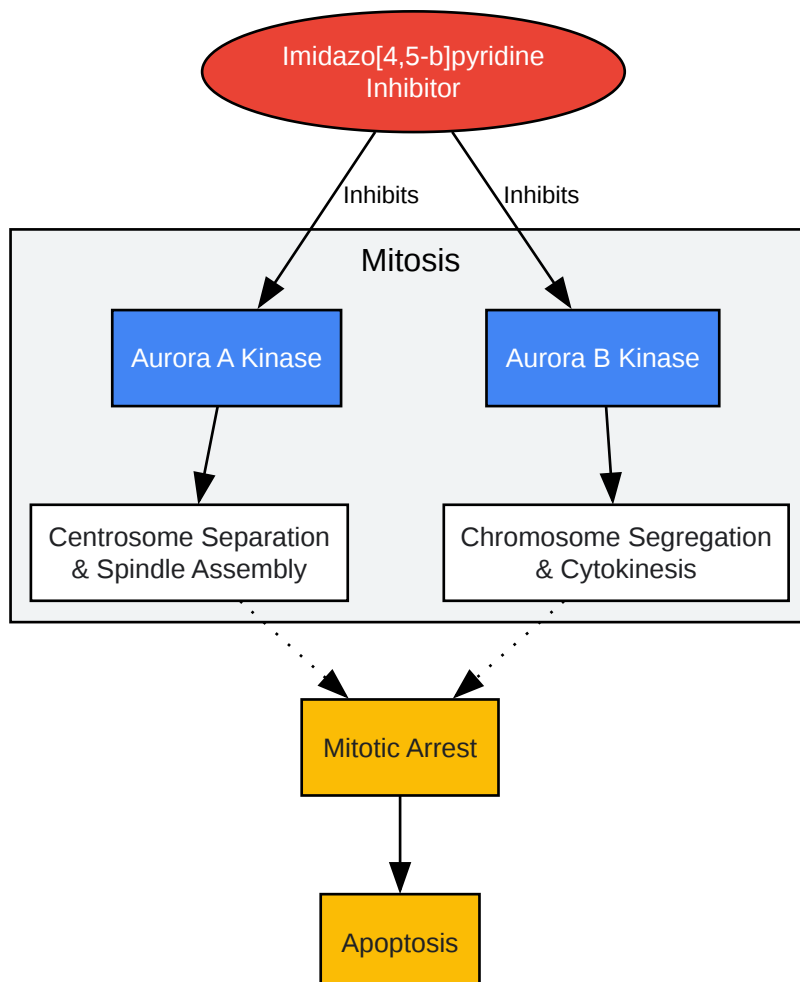 Imidazo[4,5-b]pyridine
Inhibitor
Inhibits
Inhibits
Mitosis
Aurora A Kinase
Aurora B Kinase
Centrosome Separation
& Spindle Assembly
Chromosome Segregation
& Cytokinesis
Mitotic Arrest
Apoptosis